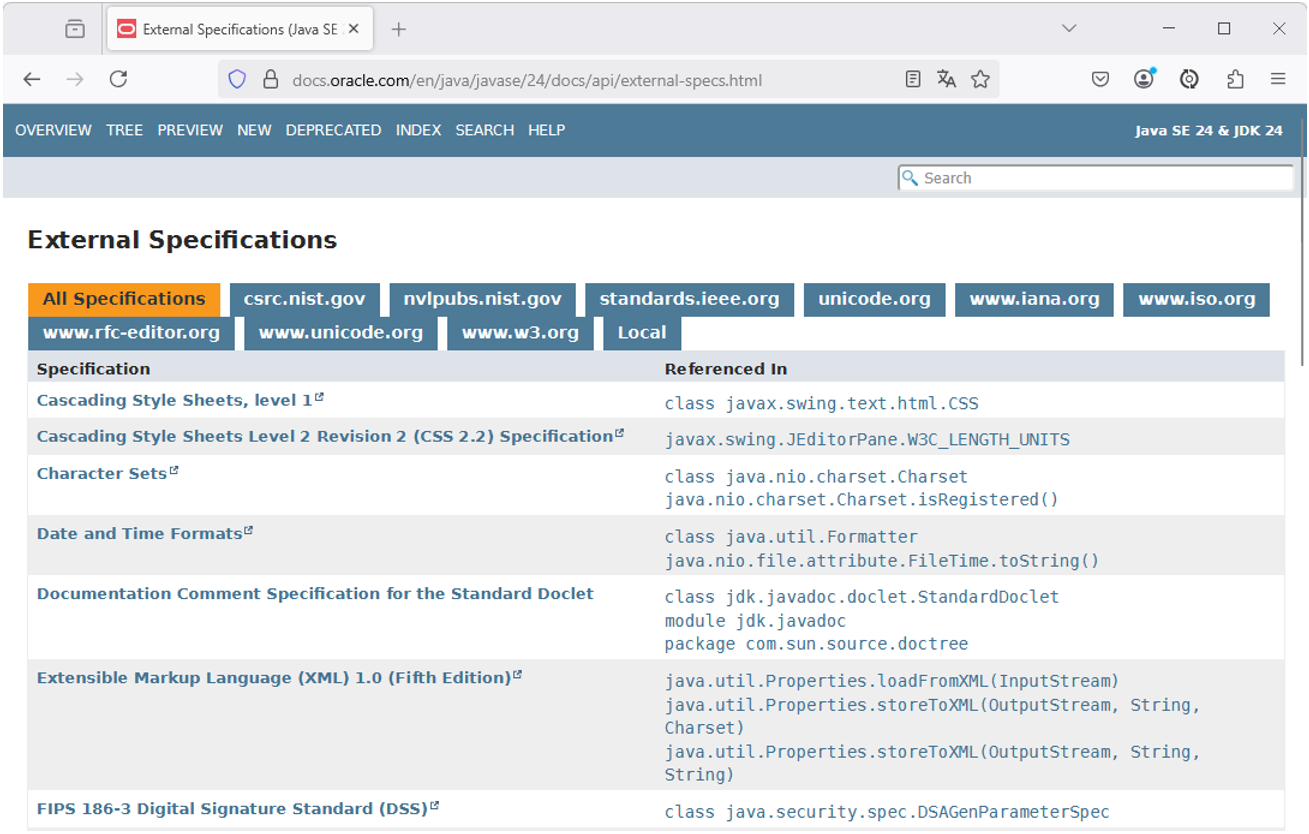 External Specifications (Java SE
docs.oracle.com/en/java/javase/24/docs/api/external-specs.html
OVERVIEW TREE PREVIEW NEW DEPRECATED INDEX SEARCH HELP
Java SE 24 & JDK 24
Search
External Specifications
All Specifications csrc.nist.gov nvlpubs.nist.gov standards.ieee.org unicode.org www.iana.org www.iso.org
www.rfc-editor.org www.unicode.org www.w3.org Local
Specification Referenced In
Cascading Style Sheets, level 1 class javax.swing.text.html.CSS
Cascading Style Sheets Level 2 Revision 2 (CSS 2.2) Specification javax.swing.JEditorPane.W3C_LENGTH_UNITS
Character Sets class java.nio.charset.Charset
java.nio.charset.Charset.isRegistered()
Date and Time Formats class java.util.Formatter
java.nio.file.attribute.FileTime.toString()
Documentation Comment Specification for the Standard Doclet class jdk.javadoc.doclet.StandardDoclet
module jdk.javadoc
package com.sun.source.doctree
Extensible Markup Language (XML) 1.0 (Fifth Edition) java.util.Properties.loadFromXML(InputStream)
java.util.Properties.storeToXML(OutputStream, String,
Charset)
java.util.Properties.storeToXML(OutputStream, String,
String)
FIPS 186-3 Digital Signature Standard (DSS) class java.security.spec.DSAGenParameterSpec